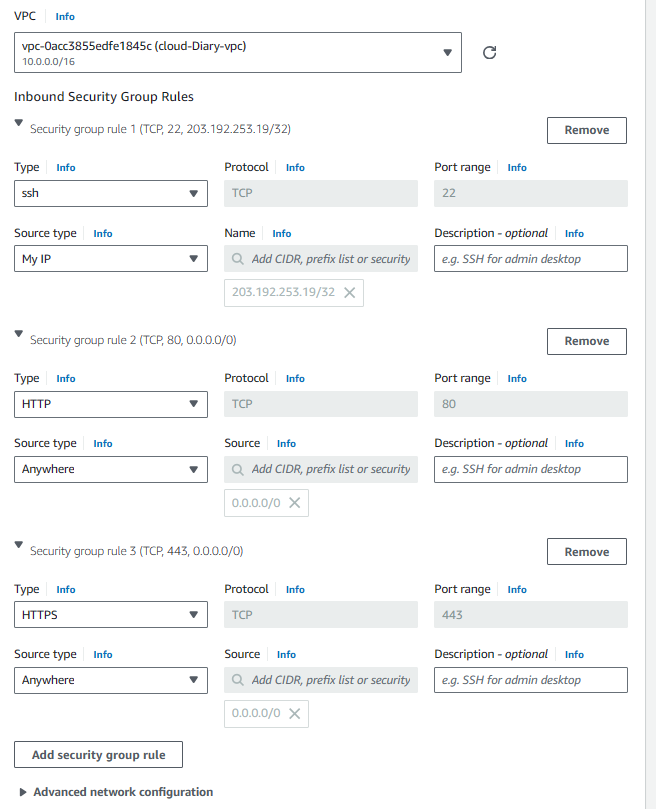 VPC Info
vpc-0acc3855edfe1845c (cloud-Diary-vpc)
10.0.0.0/16
Inbound Security Group Rules
Security group rule 1 (TCP, 22, 203.192.253.19/32)
Remove
Type Info Protocol Info Port range Info
ssh TCP 22
Source type Info Name Info Description - optional Info
My IP Add CIDR, prefix list or security e.g. SSH for admin desktop
203.192.253.19/32
Security group rule 2 (TCP, 80, 0.0.0.0/0)
Remove
Type Info Protocol Info Port range Info
HTTP TCP 80
Source type Info Source Info Description - optional Info
Anywhere Add CIDR, prefix list or security e.g. SSH for admin desktop
0.0.0.0/0
Security group rule 3 (TCP, 443, 0.0.0.0/0)
Remove
Type Info Protocol Info Port range Info
HTTPS TCP 443
Source type Info Source Info Description - optional Info
Anywhere Add CIDR, prefix list or security e.g. SSH for admin desktop
0.0.0.0/0
Add security group rule
Advanced network configuration